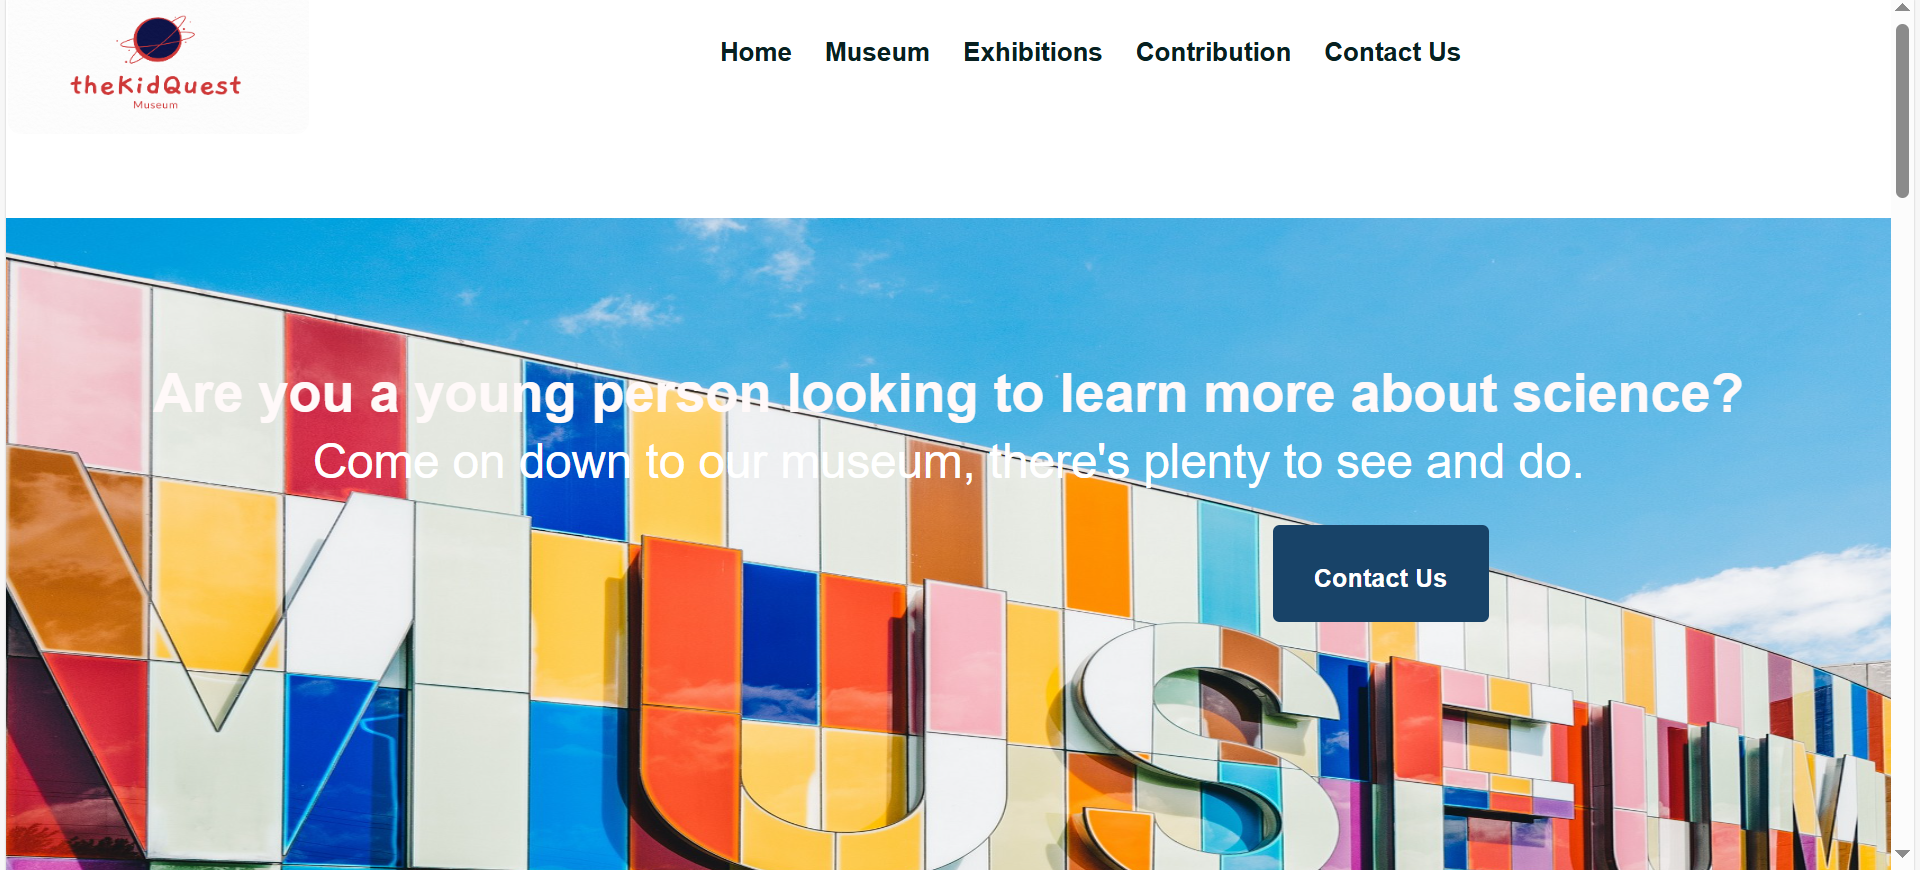 theKidQuest
Museum
Home Museum Exhibitions Contribution Contact Us
Are you a young person looking to learn more about science?
Come on down to our museum, there's plenty to see and do.
Contact Us
MUSEUM